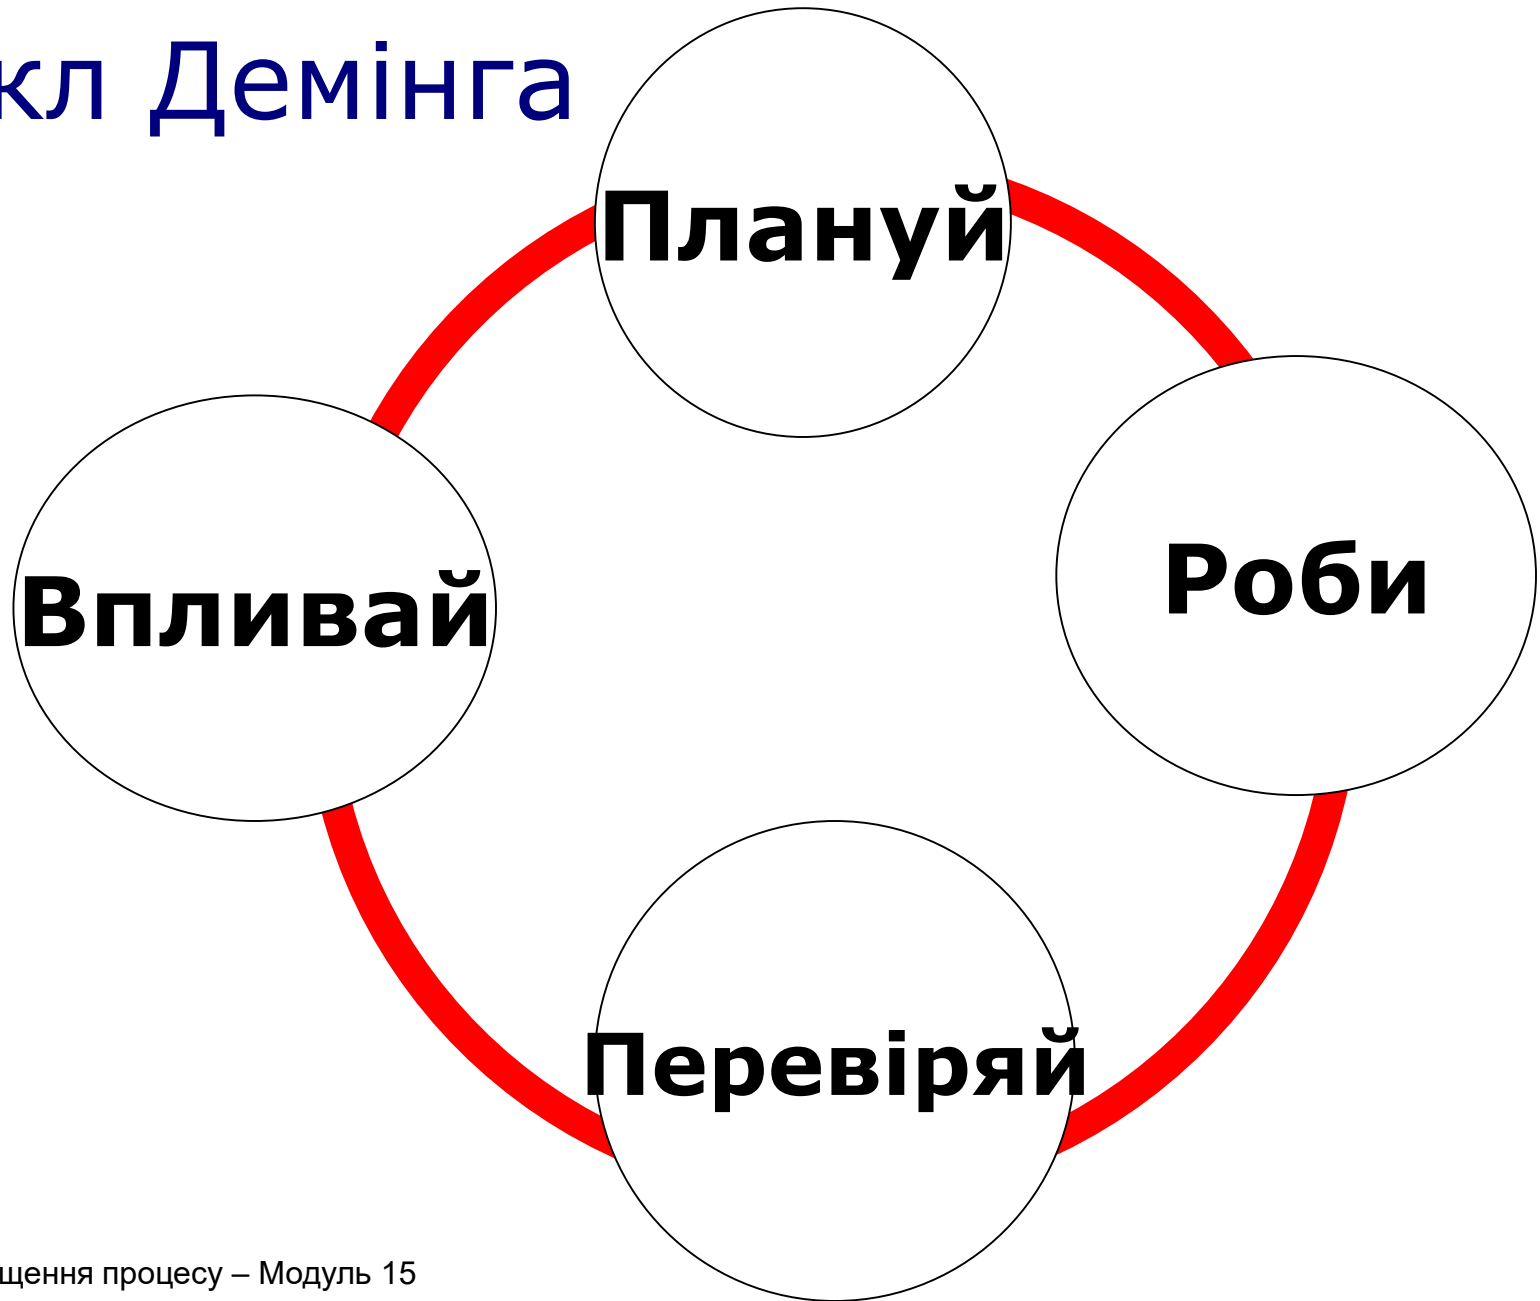 кл Демінга
Плануй
Роби
Впливай
Перевіряй
щення процесу – Модуль 15